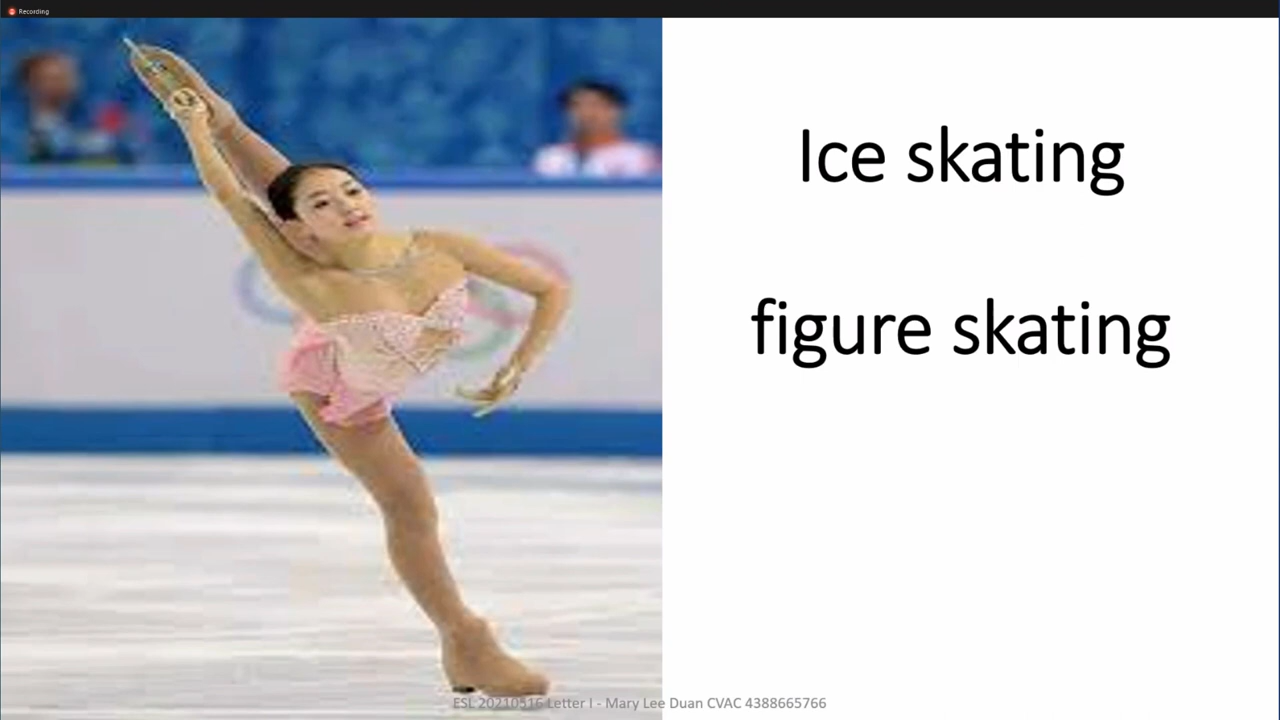 Recording
Ice skating
figure skating
ESL 20210516 Letter I - Mary Lee Duan CVAC 4388665766